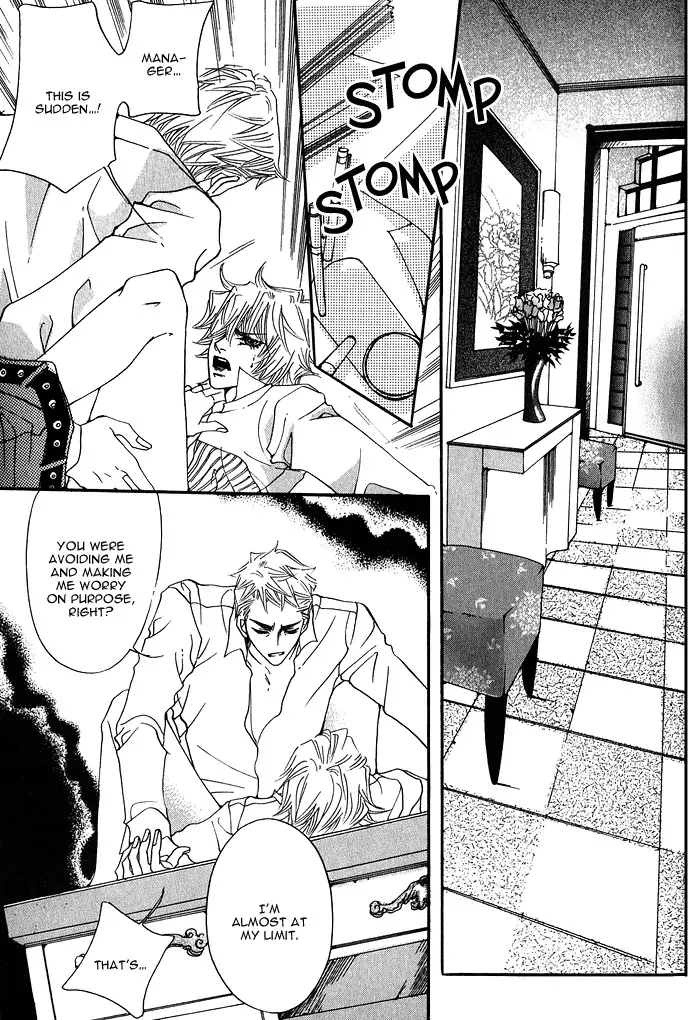 STOMP
STOMP
MANA-
GER...
THIS IS
SUDDEN...!
YOU WERE
AVOIDING ME
AND MAKING
ME WORRY
ON PURPOSE,
RIGHT?
I'M
ALMOST AT
MY LIMIT.
THAT'S...